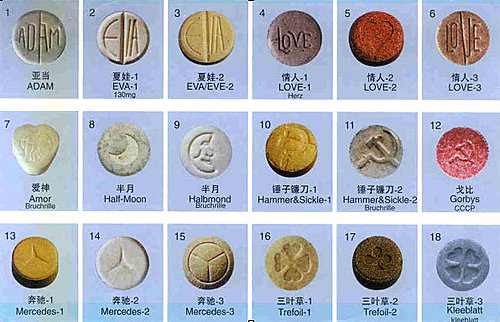 1
2
3
4
5
6
ADAM
EVA
EVA
LOVE
LOVE
亚当
夏娃-1
夏娃-2
情人-1
情人-2
情人-3
ADAM
EVA-1
EVA/EVE-2
LOVE-1
LOVE-2
LOVE-3
130mg
Herz
7
8
9
10
11
12
爱神
半月
半月
锤子镰刀-1
锤子镰刀-2
戈比
Amor
Half-Moon
Halbmond
Hammer&Sickle-1
Hammer&Sickle-2
Gorbys
Bruchrille
Bruchrille
Bruchrille
CCCP
13
14
15
16
17
18
奔驰-1
奔驰-2
奔驰-3
三叶草-1
三叶草-2
三叶草-3
Mercedes-1
Mercedes-2
Mercedes-3
Trefoil-1
Trefoil-2
Kleeblatt
kleeblatt